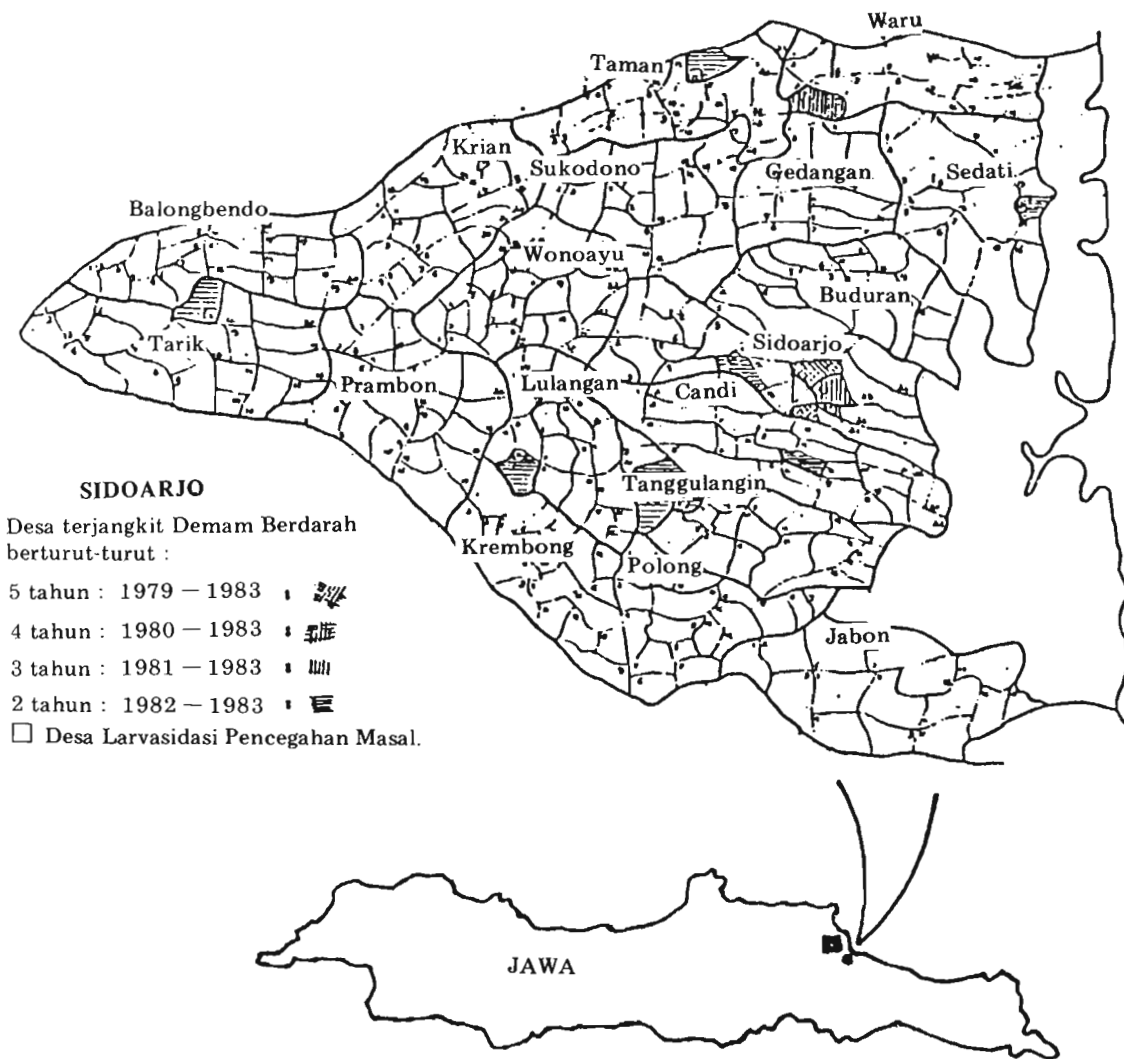 Waru
Taman
Krian
Sukodono
Gedangan
Sedati
Balongbendo
Wonoayu
Buduran
Tarik
Sidoarjo
Prambon
Lulangan
Candi
Tanggulangin
Krembong
Polong
Jabon
SIDOARJO
Desa terjangkit Demam Berdarah
berturut-turut :
5 tahun : 1979 — 1983 :
4 tahun : 1980 — 1983 :
3 tahun : 1981 — 1983 :
2 tahun : 1982 — 1983 :
Desa Larvasidasi Pencegahan Masal.
JAWA